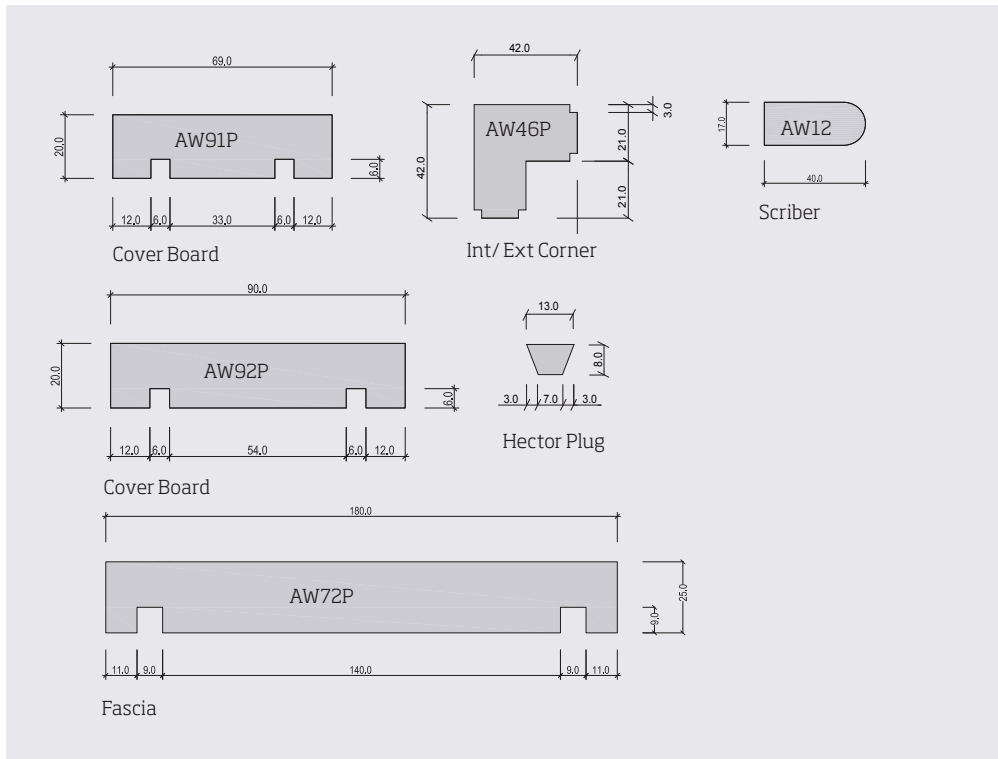 69.0
20.0
AW91P
6.0
12.0 6.0 33.0 6.0 12.0
Cover Board
42.0
AW46P
42.0
3.0
21.0
21.0
Int/ Ext Corner
17.0
AW12
40.0
Scriber
90.0
20.0
AW92P
6.0
12.0 6.0 54.0 6.0 12.0
Cover Board
13.0
8.0
3.0 7.0 3.0
Hector Plug
180.0
AW72P
25.0
9.0
11.0 9.0 140.0 9.0 11.0
Fascia